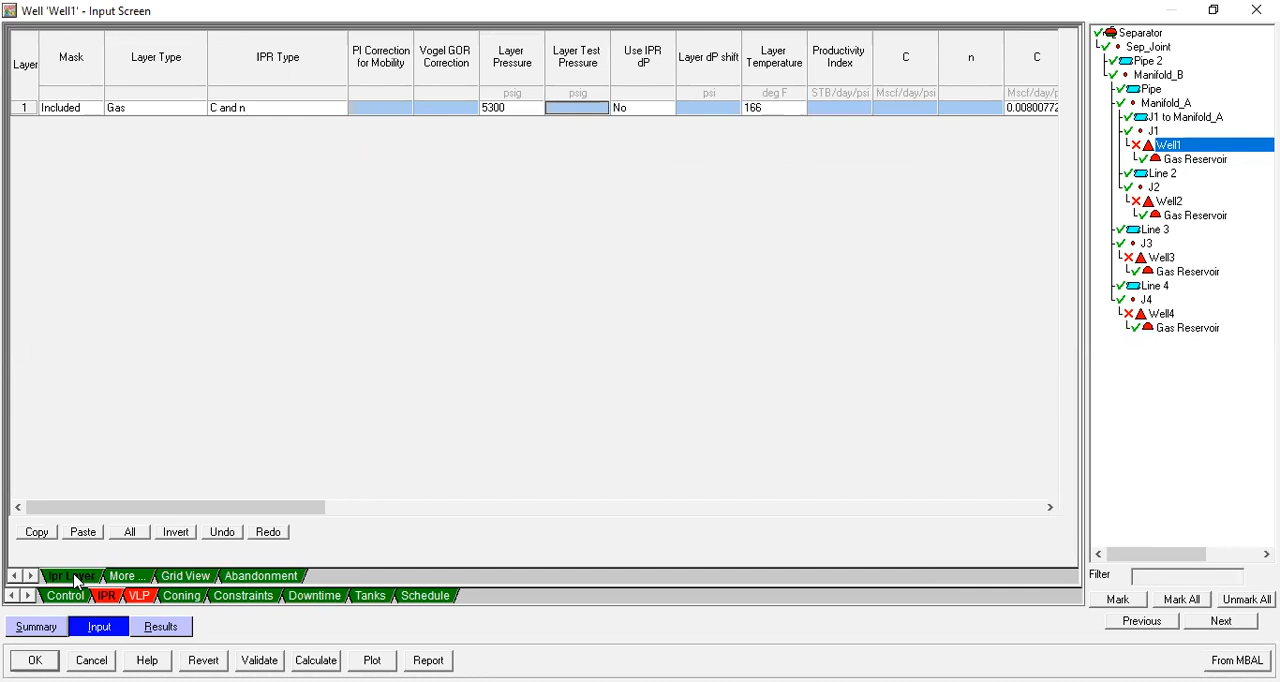 Well 'Well1' - Input Screen
Layer Mask Layer Type IPR Type PI Correction for Mobility Vogel GOR Correction Layer Pressure Layer Test Pressure Use IPR dP Layer dP shift Layer Temperature Productivity Index C n C
psig psig psi deg F STB/day/psi Mscf/day/psi Mscf/day/p
1 Included Gas C and n 5300 No 166 0.00800772
Copy Paste All Invert Undo Redo
Ipr Layer More ... Grid View Abandonment
Control IPR VLP Coning Constraints Downtime Tanks Schedule
Summary Input Results
OK Cancel Help Revert Validate Calculate Plot Report From MBAL
Separator
Sep_Joint
Pipe 2
Manifold_B
Pipe
Manifold_A
J1 to Manifold_A
J1
Well1
Gas Reservoir
Line 2
J2
Well2
Gas Reservoir
Line 3
J3
Well3
Gas Reservoir
Line 4
J4
Well4
Gas Reservoir
Filter
Mark Mark All Unmark All
Previous Next